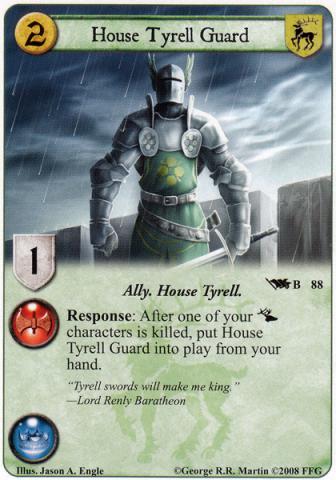 2
House Tyrell Guard
1
Ally. House Tyrell.
B 88
Response: After one of your
characters is killed, put House
Tyrell Guard into play from your
hand.
"Tyrell swords will make me king."
—Lord Renly Baratheon
Illus. Jason A. Engle
©George R.R. Martin ©2008 FFG